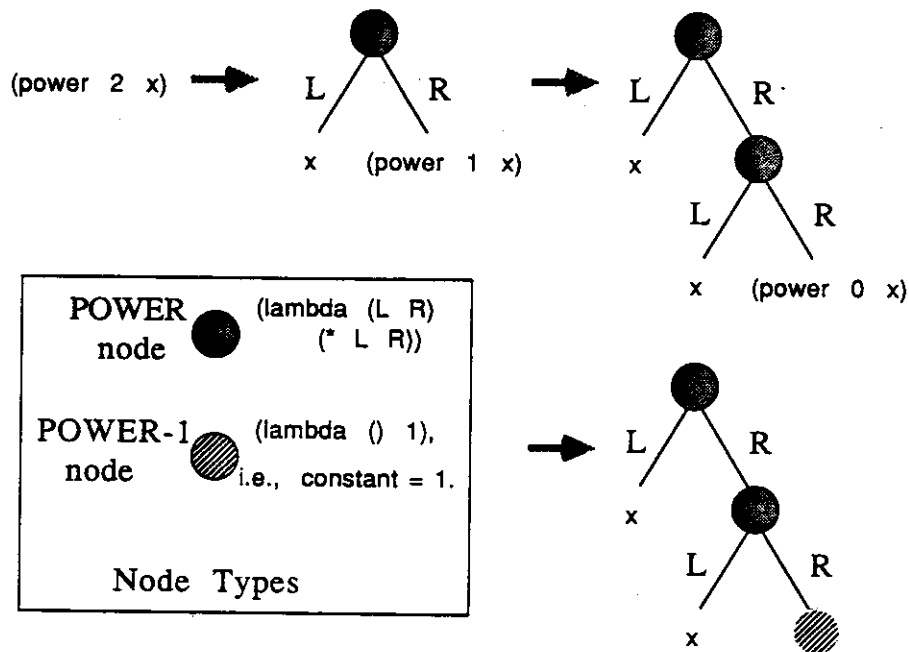 (power 2 x)
L R
x (power 1 x)
L R
x
L R
x (power 0 x)
POWER node (lambda (L R)
(* L R))
POWER-1 node (lambda () 1),
i.e., constant = 1.
Node Types
L R
x
L R
x